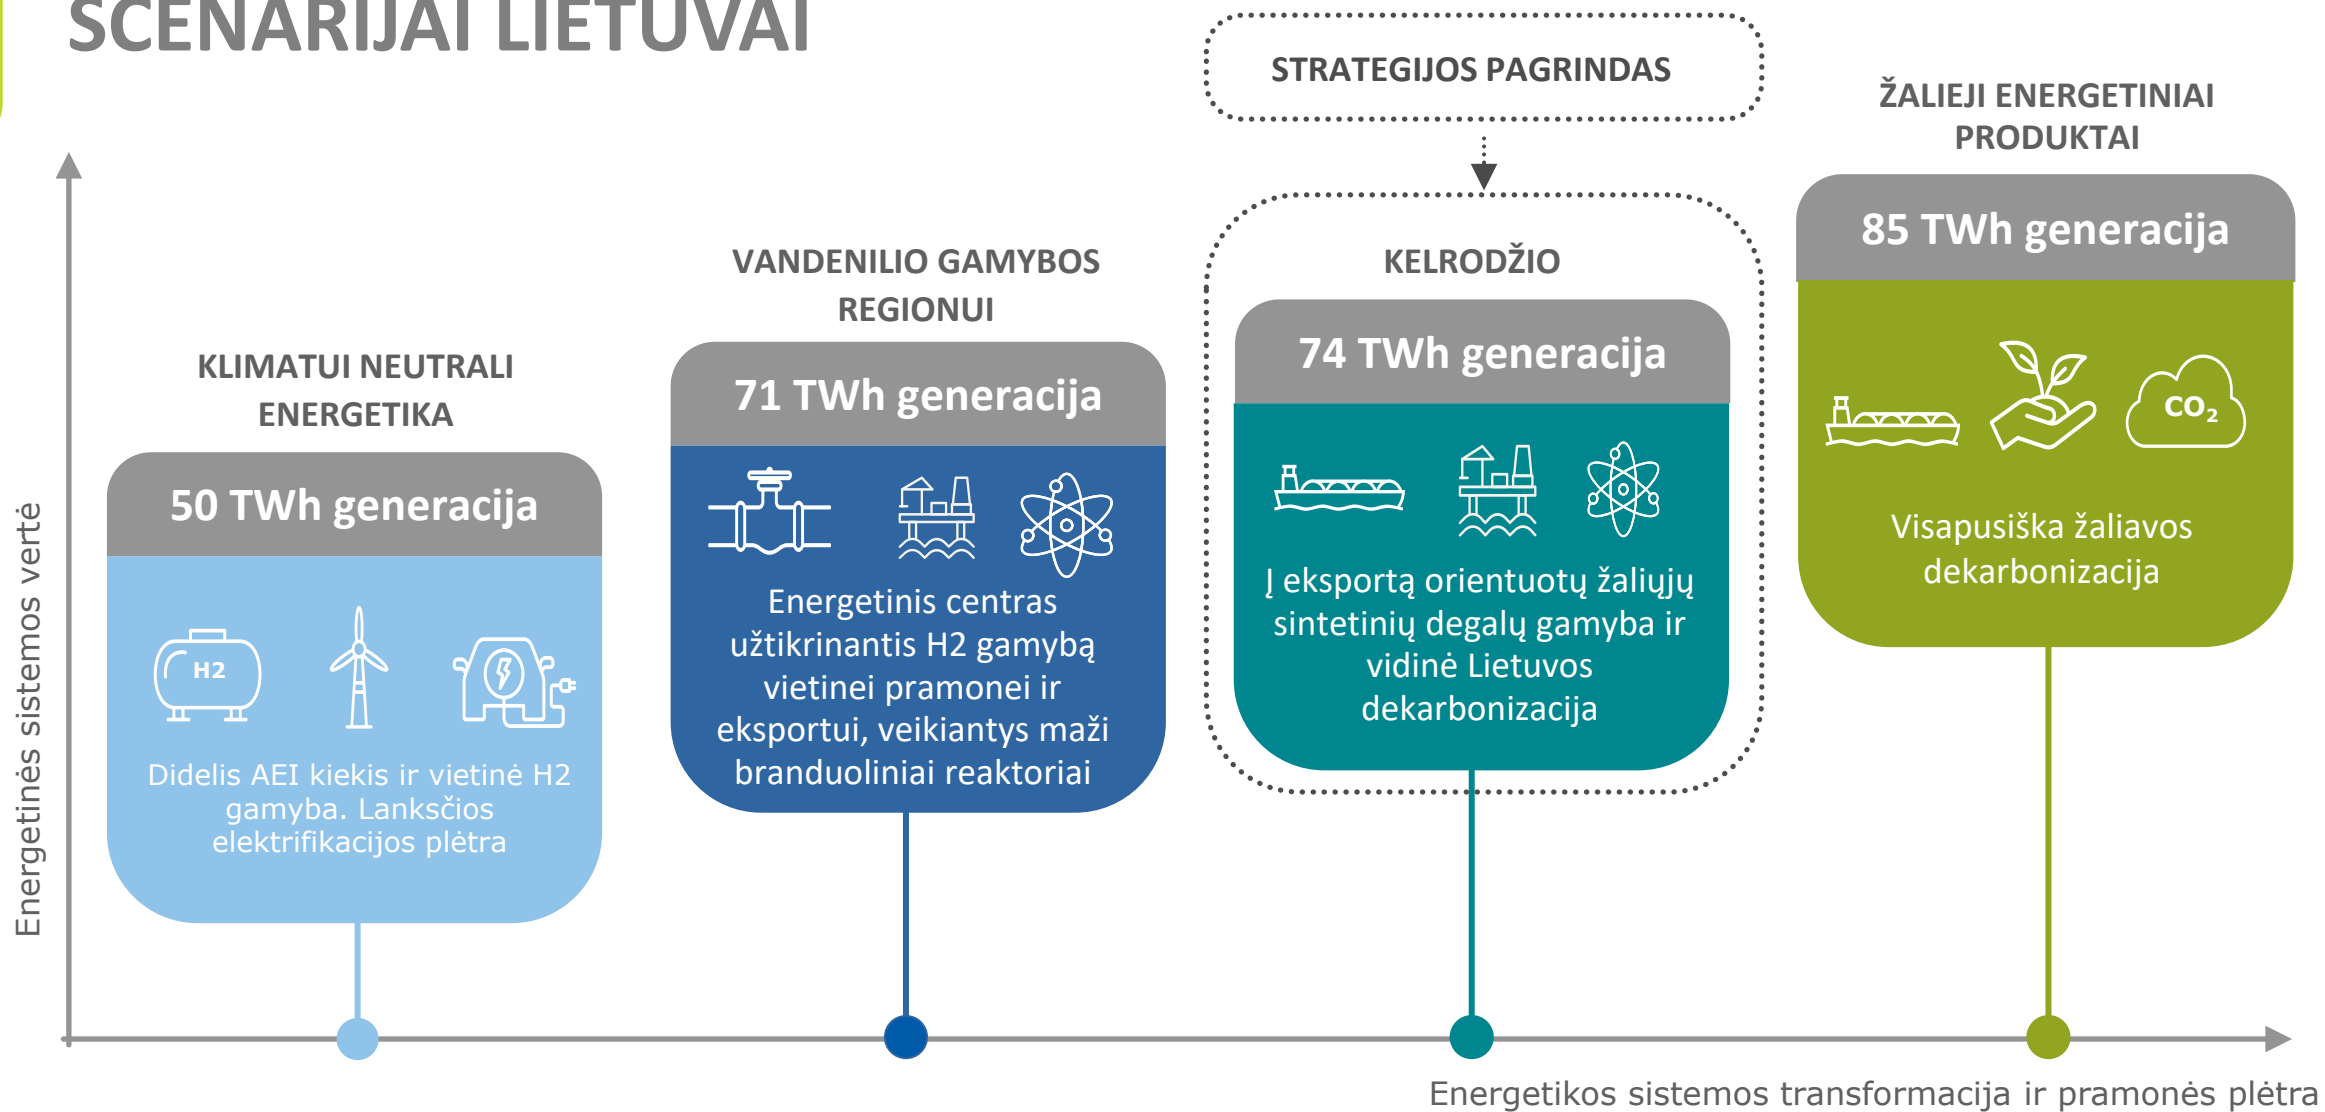 SCENARIJAI LIETUVAI
STRATEGIJOS PAGRINDAS
KLIMATUI NEUTRALI
ENERGETIKA
50 TWh generacija
H2
Didelis AEI kiekis ir vietinė H2
gamyba. Lanksčios
elektrifikacijos plėtra
VANDENILIO GAMYBOS
REGIONUI
71 TWh generacija
Energetinis centras
užtikrinantis H2 gamybą
vietinei pramonei ir
eksportui, veikiantys maži
branduoliniai reaktoriai
KELRODŽIO
74 TWh generacija
Į eksportą orientuotų žaliųjų
sintetinių degalų gamyba ir
vidinė Lietuvos
dekarbonizacija
ŽALIEJI ENERGETINIAI
PRODUKTAI
85 TWh generacija
CO₂
Visapusiška žaliavos
dekarbonizacija
Energetinės sistemos vertė
Energetikos sistemos transformacija ir pramonės plėtra